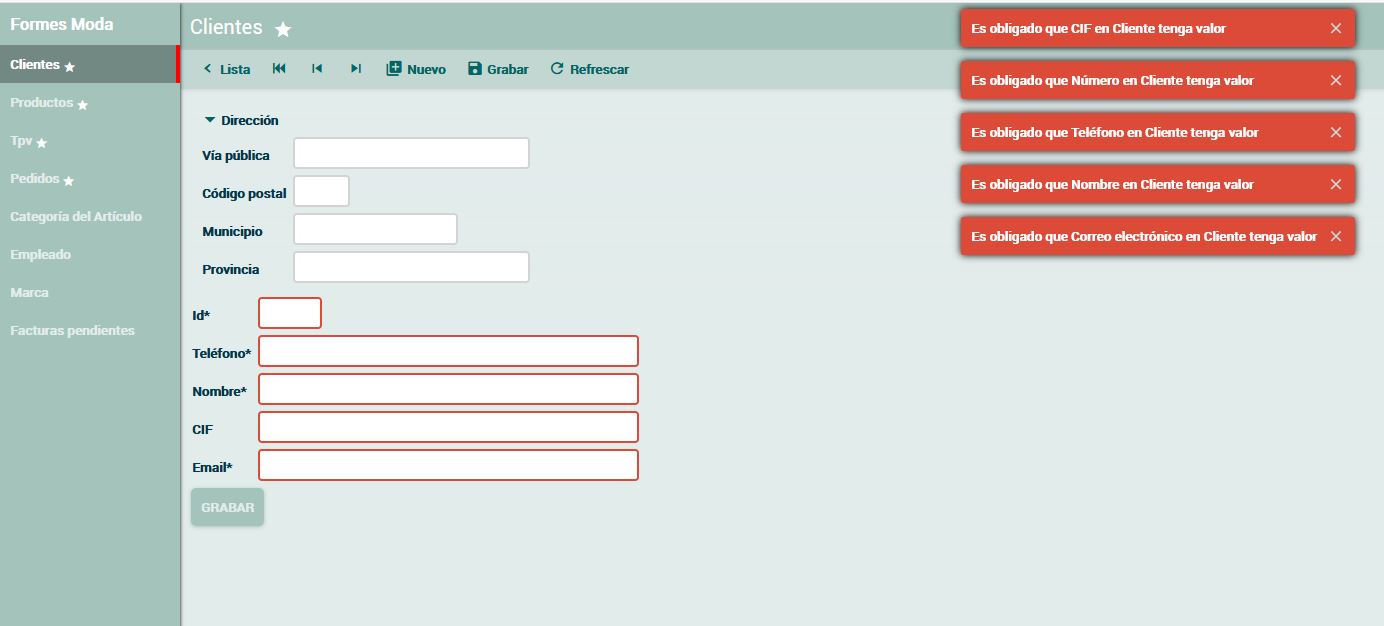 Formes Moda
Clientes
Productos
Tpv
Pedidos
Categoría del Artículo
Empleado
Marca
Facturas pendientes
Clientes
Lista
Nuevo
Grabar
Refrescar
Dirección
Vía pública
Código postal
Municipio
Provincia
Id*
Teléfono*
Nombre*
CIF
Email*
GRABAR
Es obligado que CIF en Cliente tenga valor
Es obligado que Número en Cliente tenga valor
Es obligado que Teléfono en Cliente tenga valor
Es obligado que Nombre en Cliente tenga valor
Es obligado que Correo electrónico en Cliente tenga valor